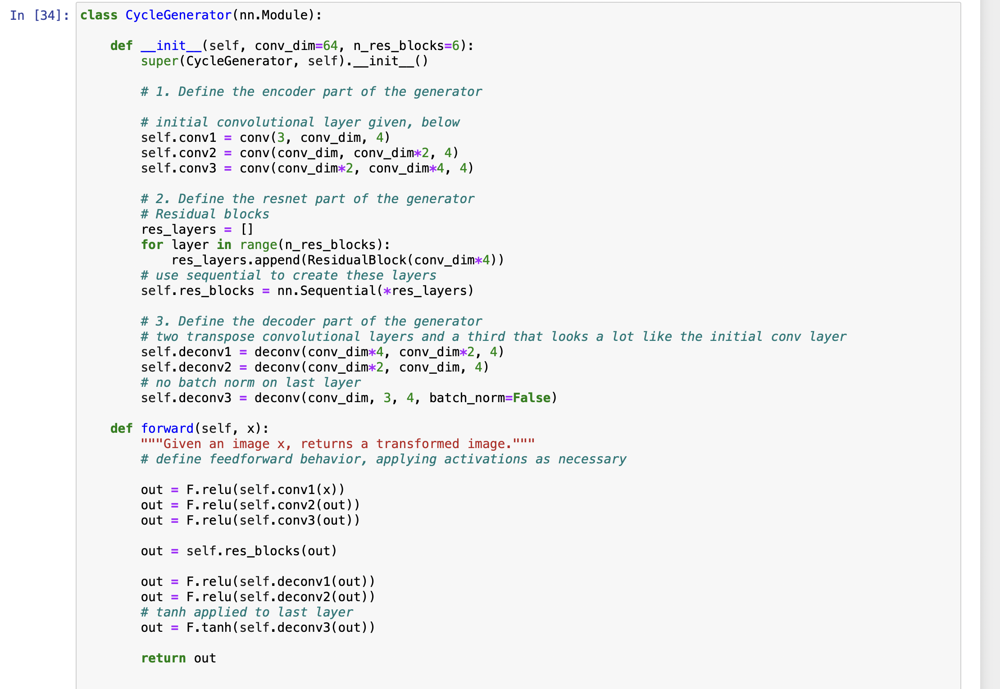 In [34]:
class CycleGenerator(nn.Module):
def __init__(self, conv_dim=64, n_res_blocks=6):
super(CycleGenerator, self).__init__()
# 1. Define the encoder part of the generator
# initial convolutional layer given, below
self.conv1 = conv(3, conv_dim, 4)
self.conv2 = conv(conv_dim, conv_dim*2, 4)
self.conv3 = conv(conv_dim*2, conv_dim*4, 4)
# 2. Define the resnet part of the generator
# Residual blocks
res_layers = []
for layer in range(n_res_blocks):
res_layers.append(ResidualBlock(conv_dim*4))
# use sequential to create these layers
self.res_blocks = nn.Sequential(*res_layers)
# 3. Define the decoder part of the generator
# two transpose convolutional layers and a third that looks a lot like the initial conv layer
self.deconv1 = deconv(conv_dim*4, conv_dim*2, 4)
self.deconv2 = deconv(conv_dim*2, conv_dim, 4)
# no batch norm on last layer
self.deconv3 = deconv(conv_dim, 3, 4, batch_norm=False)
def forward(self, x):
"""Given an image x, returns a transformed image."""
# define feedforward behavior, applying activations as necessary
out = F.relu(self.conv1(x))
out = F.relu(self.conv2(out))
out = F.relu(self.conv3(out))
out = self.res_blocks(out)
out = F.relu(self.deconv1(out))
out = F.relu(self.deconv2(out))
# tanh applied to last layer
out = F.tanh(self.deconv3(out))
return out